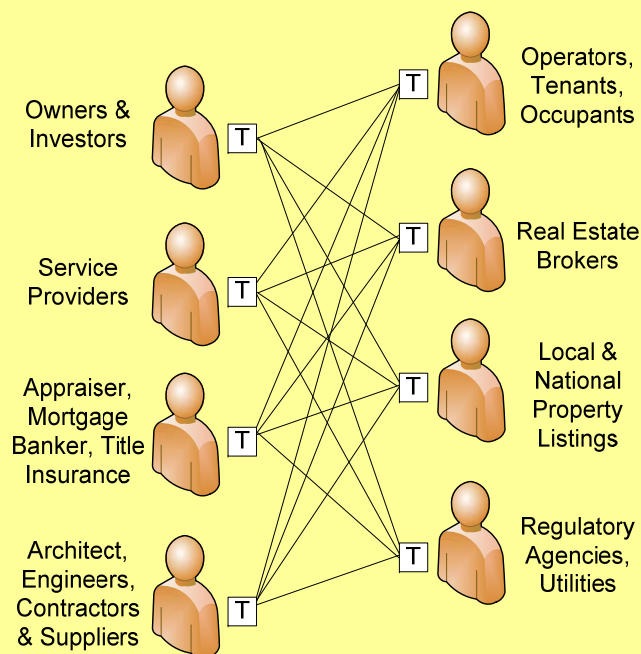 Owners &
Investors
T
Service
Providers
T
Appraiser,
Mortgage
Banker, Title
Insurance
T
Architect,
Engineers,
Contractors
& Suppliers
T
T
Operators,
Tenants,
Occupants
T
Real Estate
Brokers
T
Local &
National
Property
Listings
T
Regulatory
Agencies,
Utilities